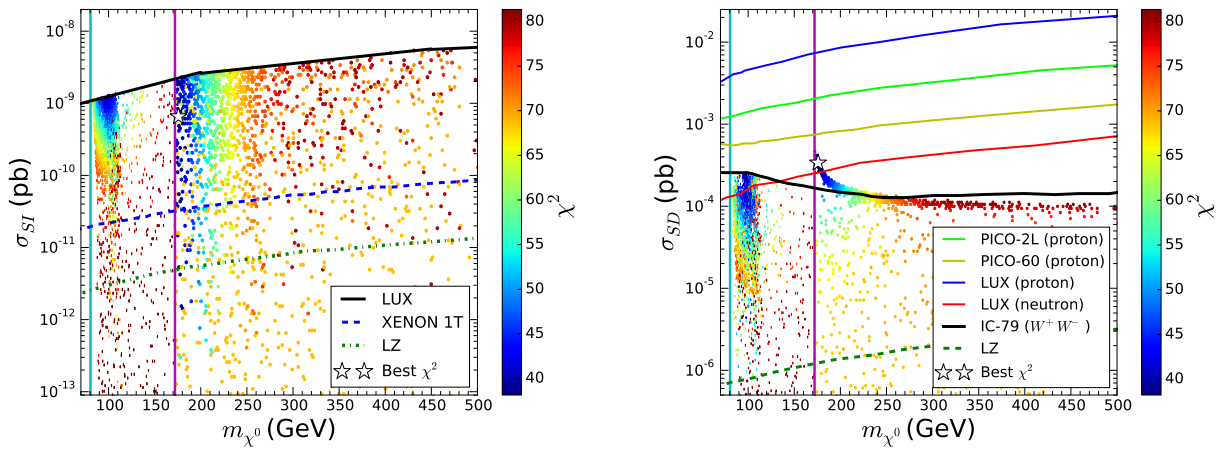 10⁻⁸
10⁻⁹
10⁻¹⁰
10⁻¹¹
10⁻¹²
10⁻¹³
σ_SI (pb)
100 150 200 250 300 350 400 450 500
m_χ⁰ (GeV)
LUX
XENON 1T
LZ
Best χ²
80
75
70
65
60
55
50
45
40
χ²
10⁻¹
10⁻²
10⁻³
10⁻⁴
10⁻⁵
10⁻⁶
σ_SD (pb)
100 150 200 250 300 350 400 450 500
m_χ⁰ (GeV)
PICO-2L (proton)
PICO-60 (proton)
LUX (proton)
LUX (neutron)
IC-79 (W⁺W⁻ )
LZ
Best χ²
80
75
70
65
60
55
50
45
40
χ²